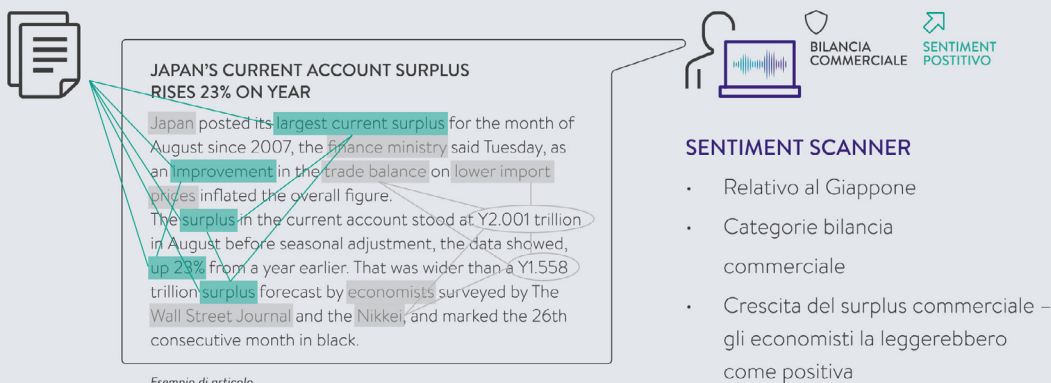 JAPAN'S CURRENT ACCOUNT SURPLUS
RISES 23% ON YEAR
Japan posted its largest current surplus for the month of
August since 2007, the finance ministry said Tuesday, as
an improvement in the trade balance on lower import
prices inflated the overall figure.
The surplus in the current account stood at Y2.001 trillion
in August before seasonal adjustment, the data showed,
up 23% from a year earlier. That was wider than a Y1.558
trillion surplus forecast by economists surveyed by The
Wall Street Journal and the Nikkei, and marked the 26th
consecutive month in black.
Esempio di articolo
BILANCIA
COMMERCIALE
SENTIMENT
POSTITIVO
SENTIMENT SCANNER
• Relativo al Giappone
• Categorie bilancia
commerciale
• Crescita del surplus commerciale –
gli economisti la leggerebbero
come positiva